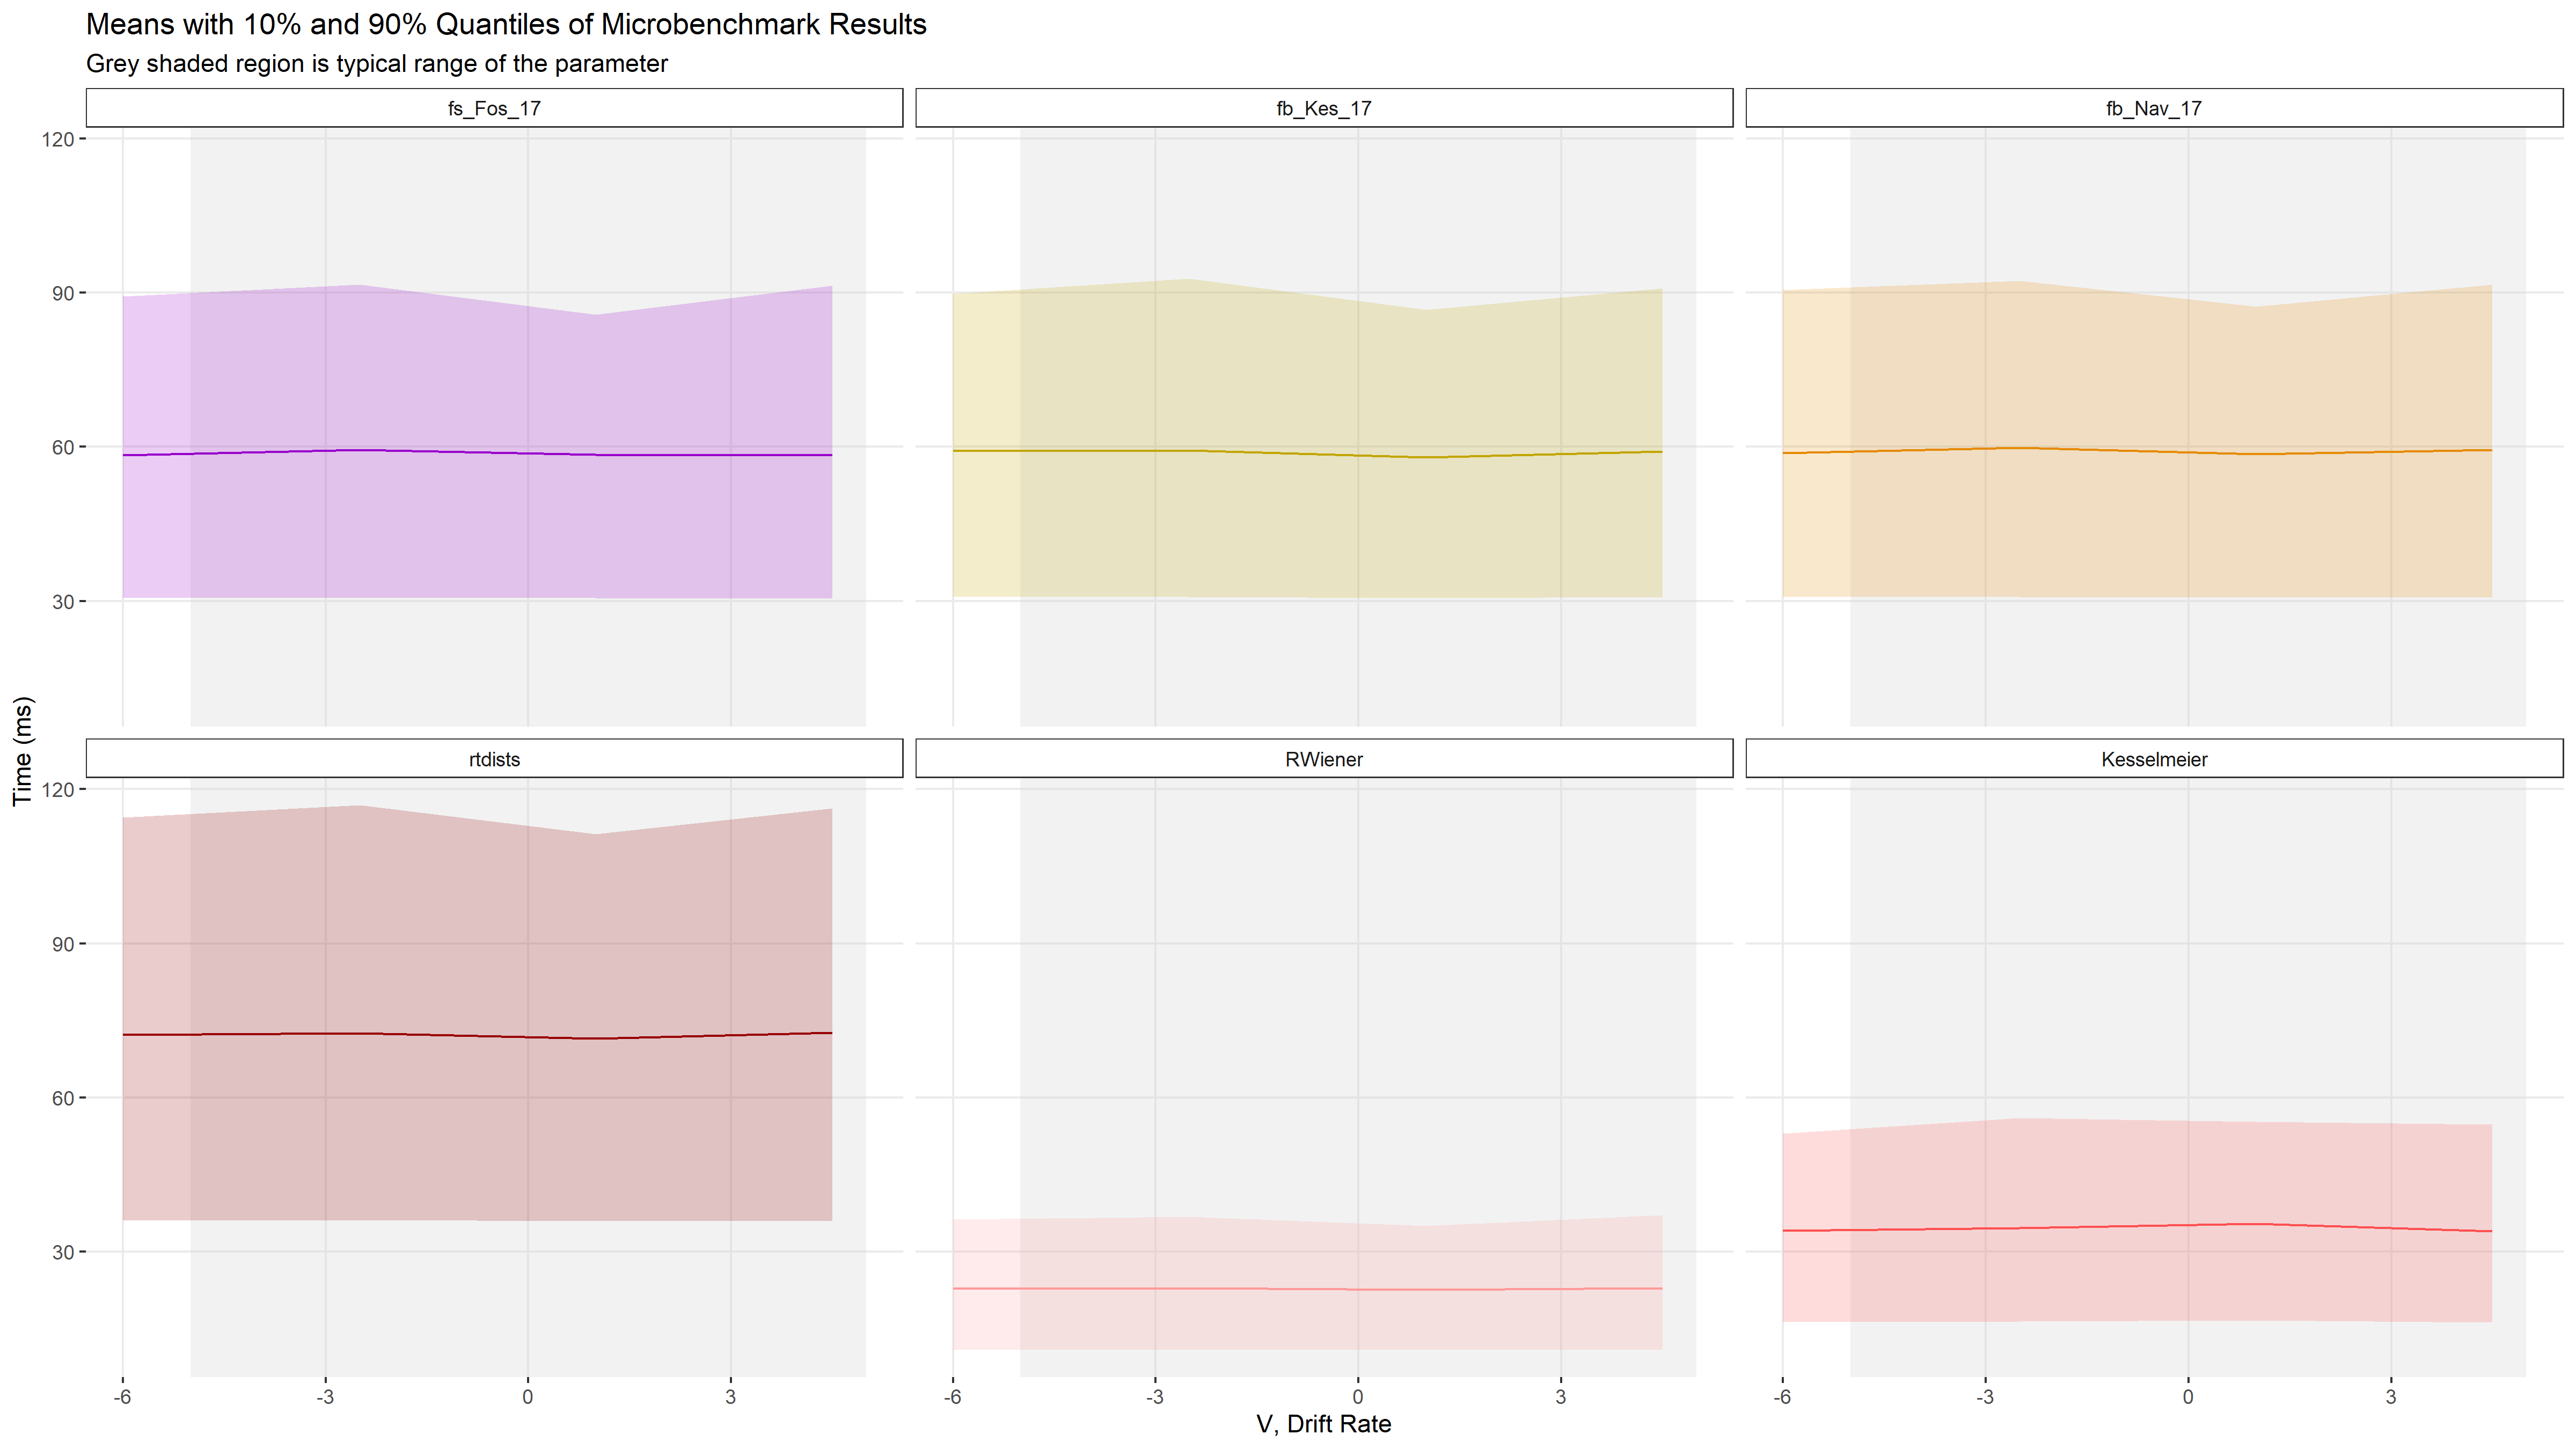 Means with 10% and 90% Quantiles of Microbenchmark Results
Grey shaded region is typical range of the parameter
fs_Fos_17 fb_Kes_17 fb_Nav_17
120
90
60
30
Time (ms)
rtdists RWiener Kesselmeier
120
90
60
30
-6 -3 0 3 -6 -3 0 3 -6 -3 0 3
V, Drift Rate